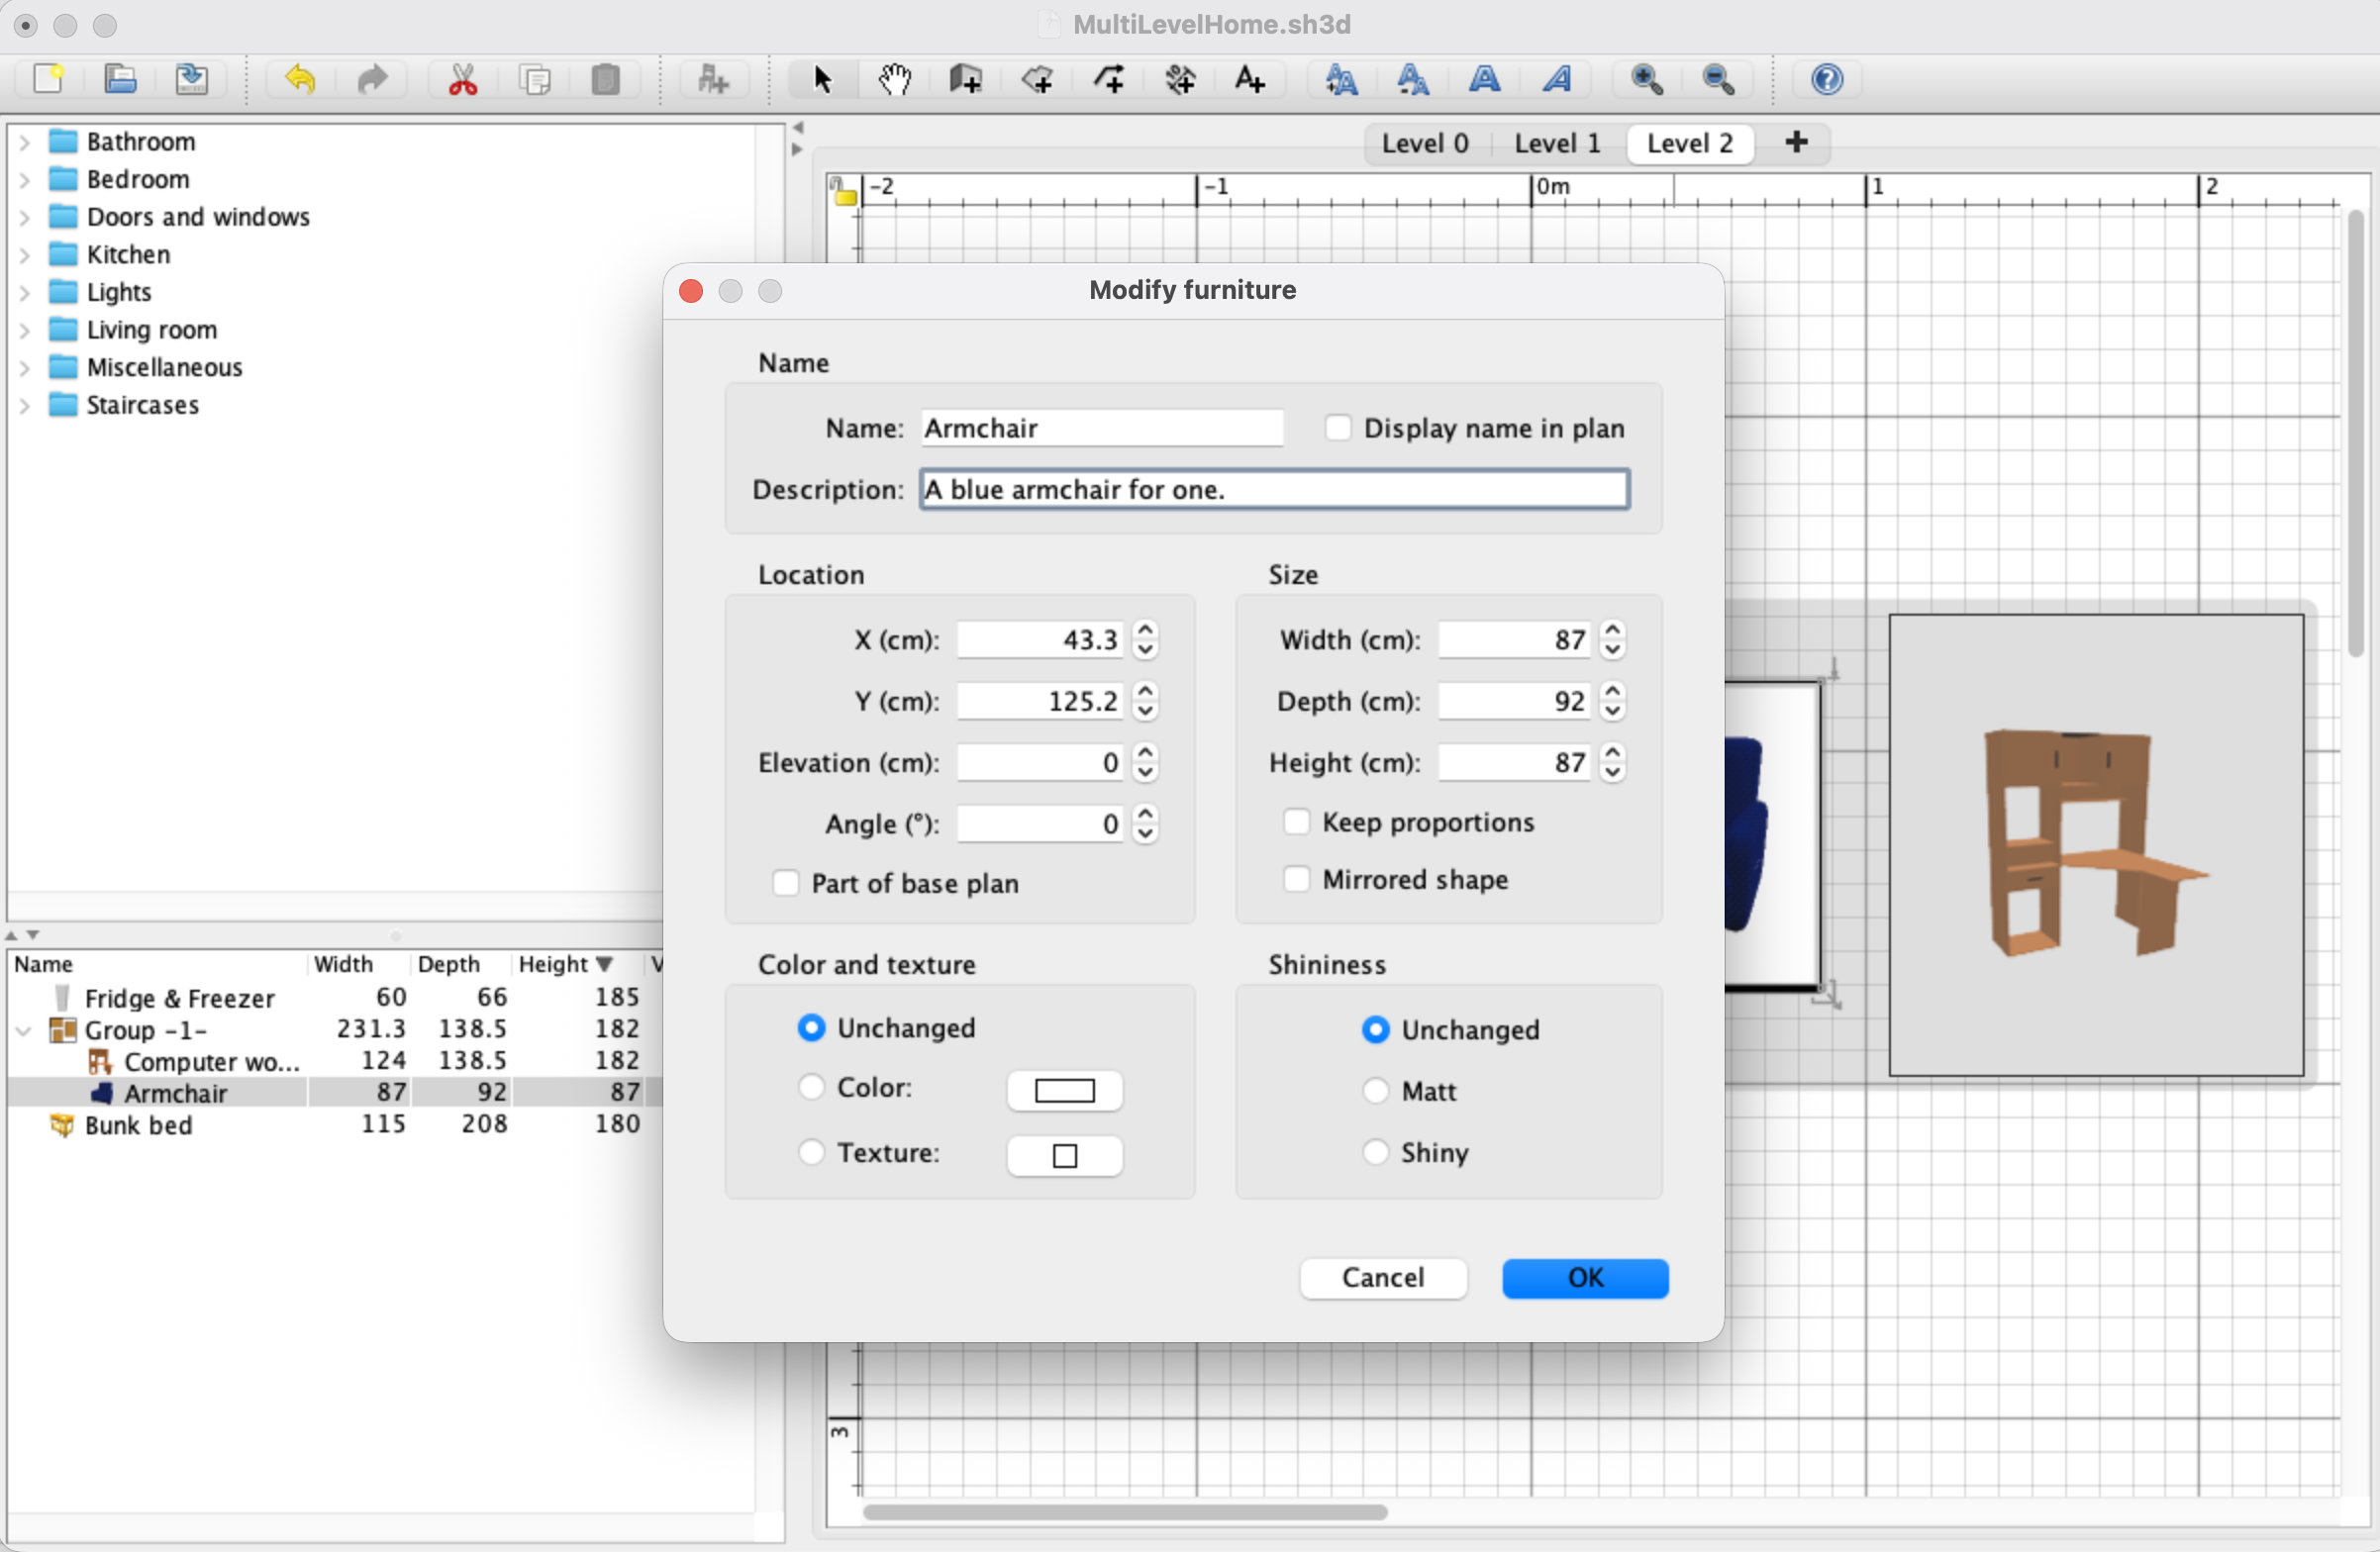 MultiLevelHome.sh3d
Bathroom
Bedroom
Doors and windows
Kitchen
Lights
Living room
Miscellaneous
Staircases
Level 0 Level 1 Level 2
-2 -1 0m 1 2
3
Modify furniture
Name
Name: Armchair Display name in plan
Description: A blue armchair for one.
Location
X (cm): 43.3
Y (cm): 125.2
Elevation (cm): 0
Angle (°): 0
Part of base plan
Size
Width (cm): 87
Depth (cm): 92
Height (cm): 87
Keep proportions
Mirrored shape
Color and texture
Unchanged
Color:
Texture:
Shininess
Unchanged
Matt
Shiny
Cancel OK
Name Width Depth Height V
Fridge & Freezer 60 66 185
Group -1- 231.3 138.5 182
Computer wo... 124 138.5 182
Armchair 87 92 87
Bunk bed 115 208 180